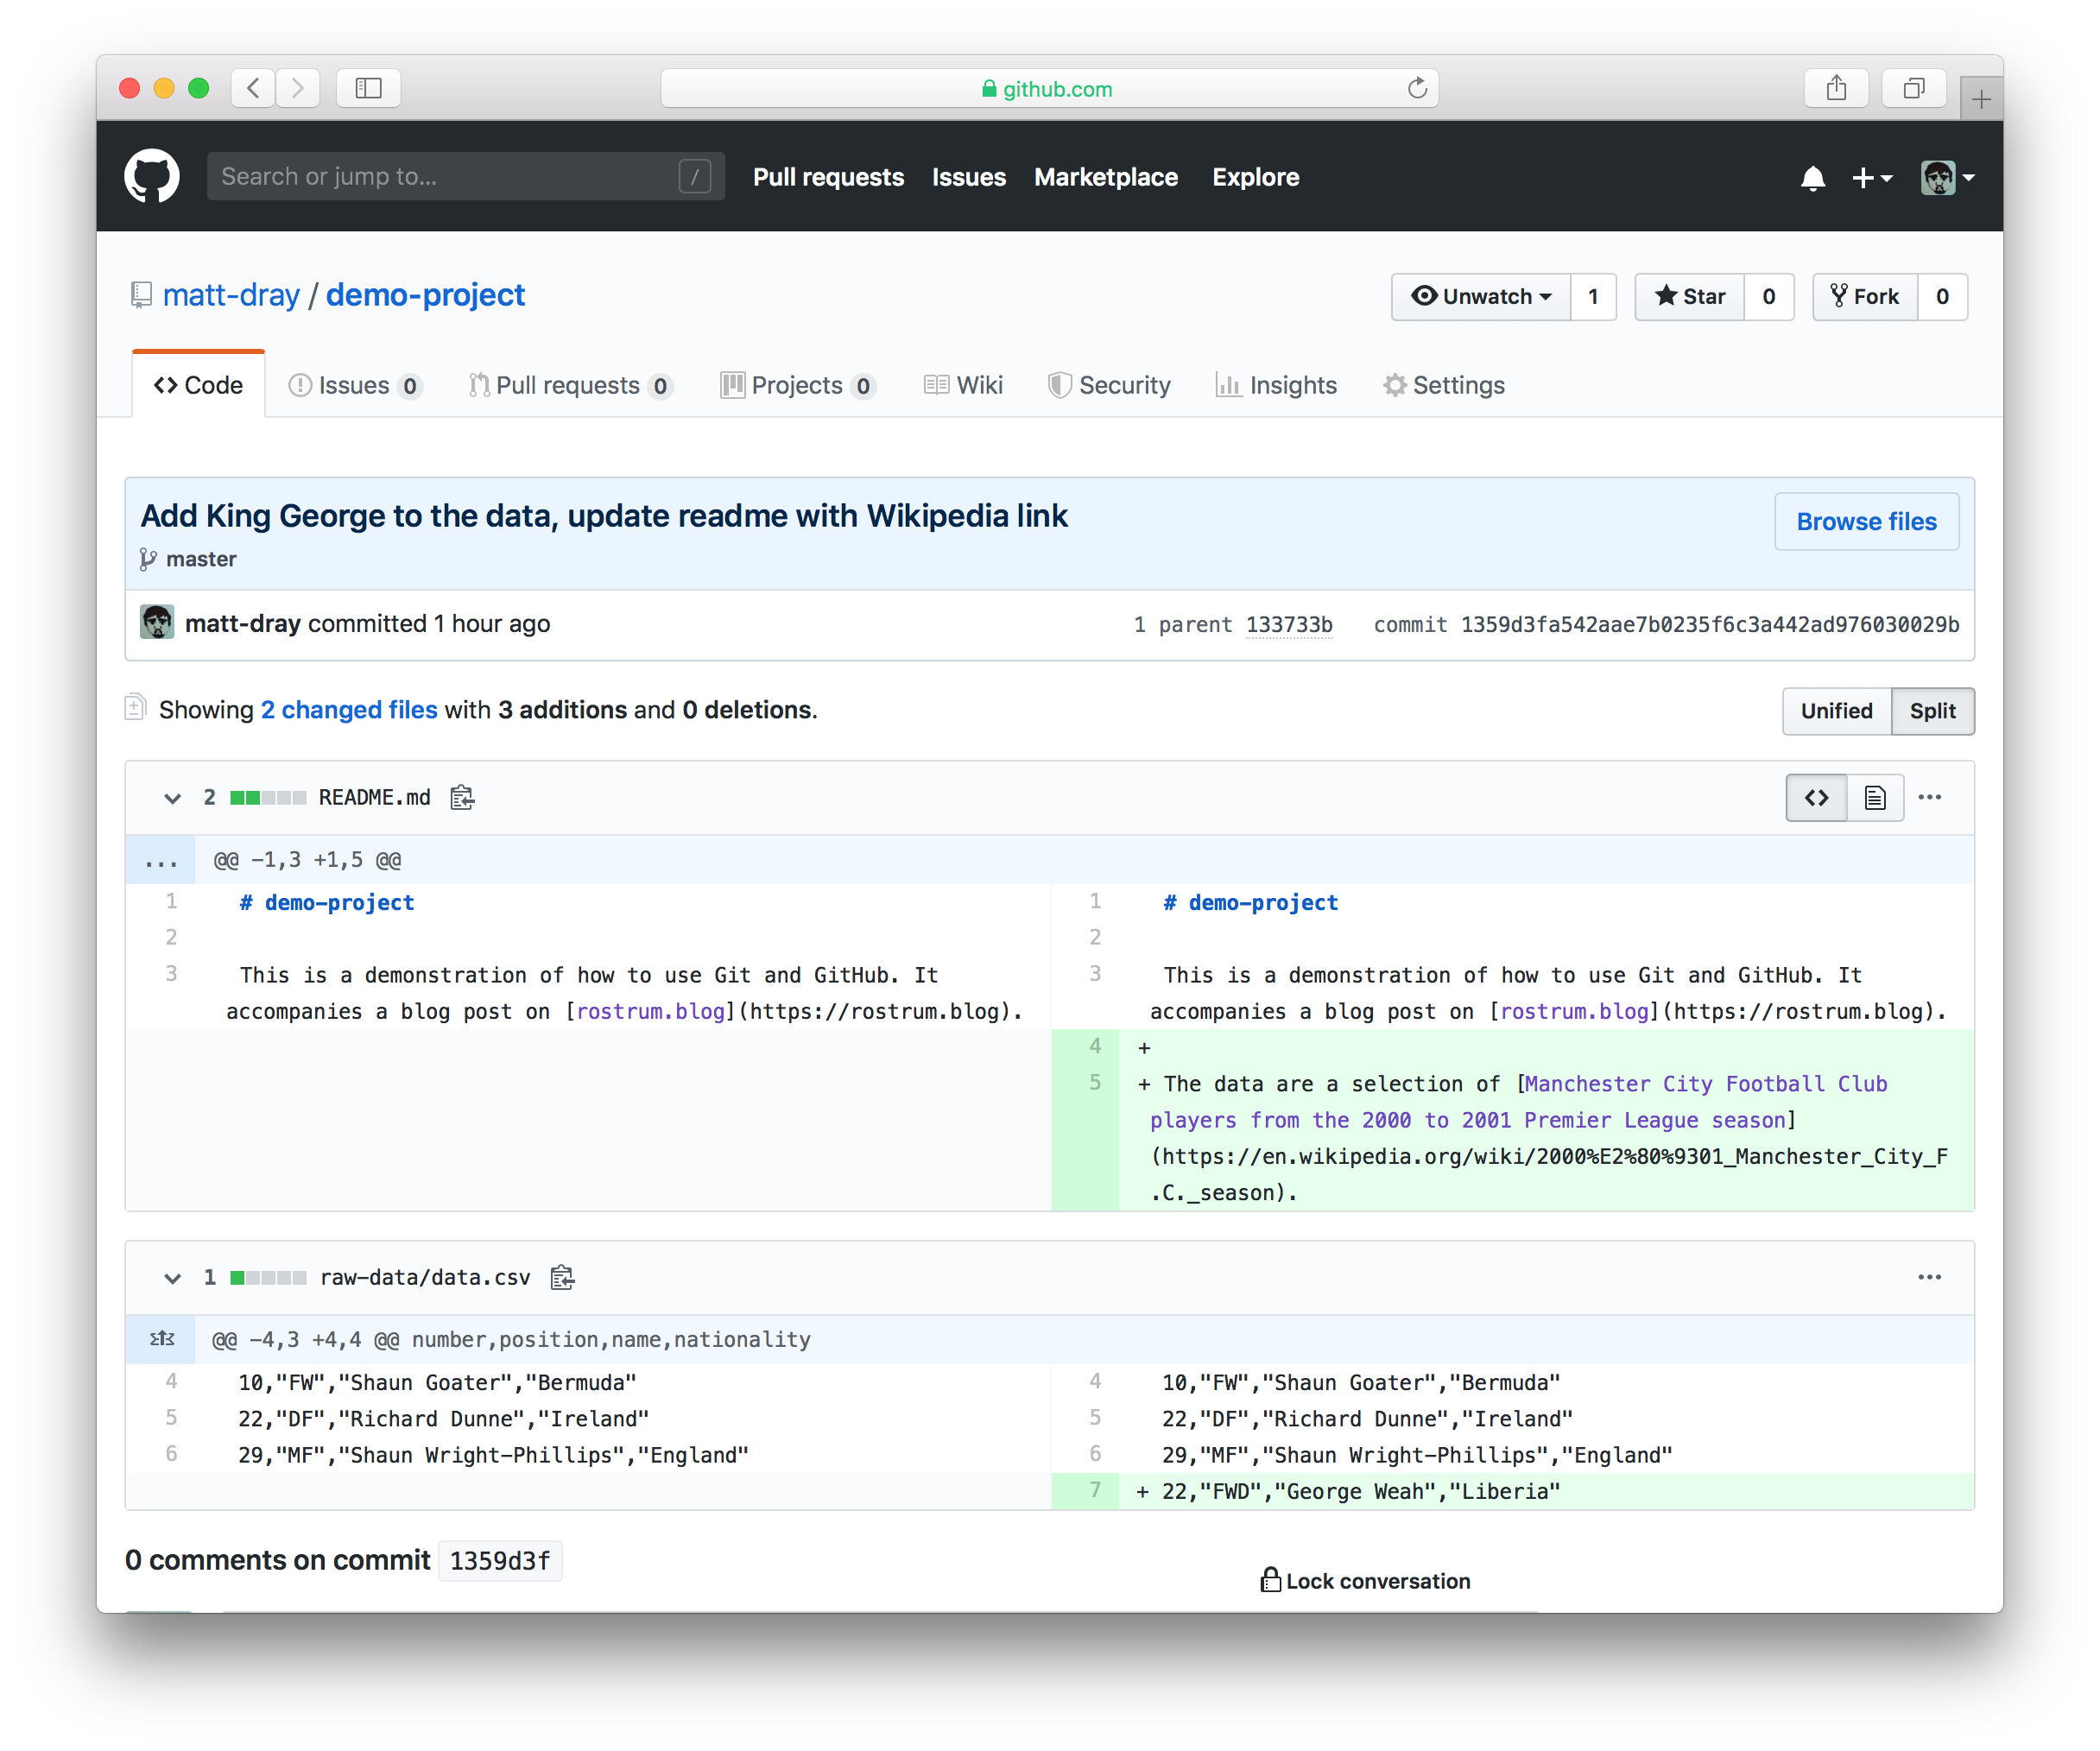 github.com
Search or jump to... /
Pull requests Issues Marketplace Explore
matt-dray / demo-project
Unwatch 1 Star 0 Fork 0
Code Issues 0 Pull requests 0 Projects 0 Wiki Security Insights Settings
Add King George to the data, update readme with Wikipedia link
Browse files
master
matt-dray committed 1 hour ago
1 parent 133733b commit 1359d3fa542aae7b0235f6c3a442ad976030029b
Showing 2 changed files with 3 additions and 0 deletions.
Unified Split
2 README.md
... @@ -1,3 +1,5 @@
1 # demo-project
2
3 This is a demonstration of how to use Git and GitHub. It
accompanies a blog post on [rostrum.blog](https://rostrum.blog).
1 # demo-project
2
3 This is a demonstration of how to use Git and GitHub. It
accompanies a blog post on [rostrum.blog](https://rostrum.blog).
4 +
5 + The data are a selection of [Manchester City Football Club
players from the 2000 to 2001 Premier League season]
(https://en.wikipedia.org/wiki/2000%E2%80%9301_Manchester_City_F
.C._season).
1 raw-data/data.csv
@@ -4,3 +4,4 @@ number,position,name,nationality
4 10,"FW","Shaun Goater","Bermuda"
5 22,"DF","Richard Dunne","Ireland"
6 29,"MF","Shaun Wright-Phillips","England"
4 10,"FW","Shaun Goater","Bermuda"
5 22,"DF","Richard Dunne","Ireland"
6 29,"MF","Shaun Wright-Phillips","England"
7 + 22,"FWD","George Weah","Liberia"
0 comments on commit 1359d3f
Lock conversation